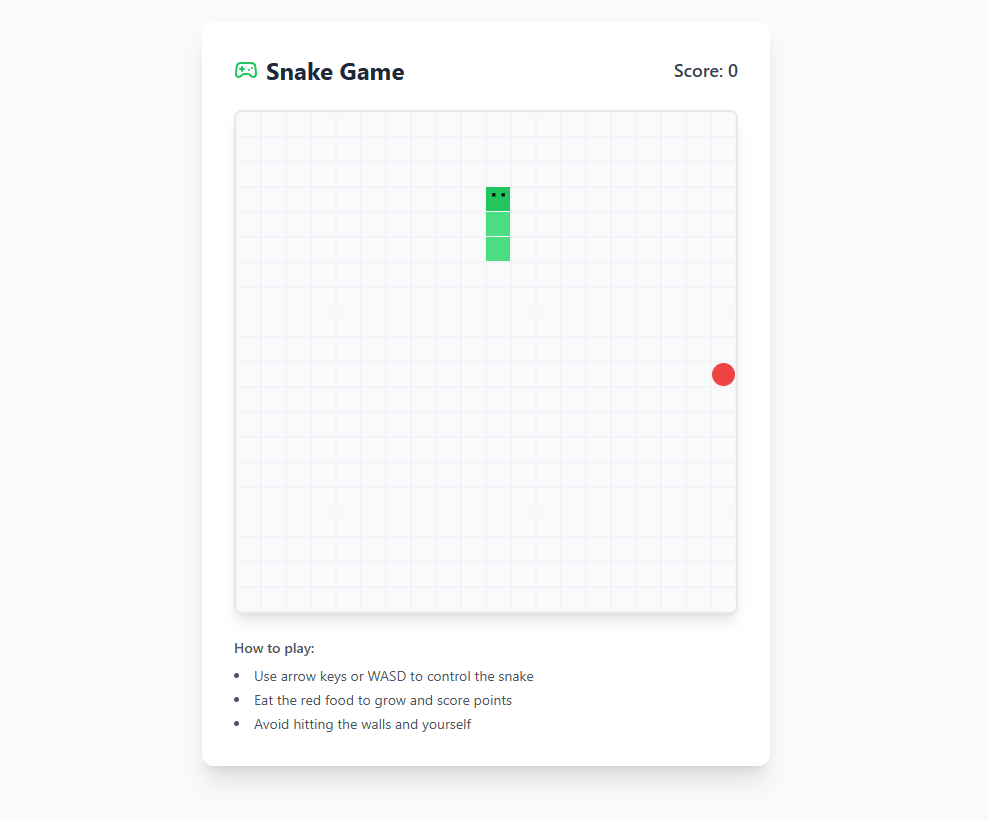 Snake Game
Score: 0
How to play:
Use arrow keys or WASD to control the snake
Eat the red food to grow and score points
Avoid hitting the walls and yourself